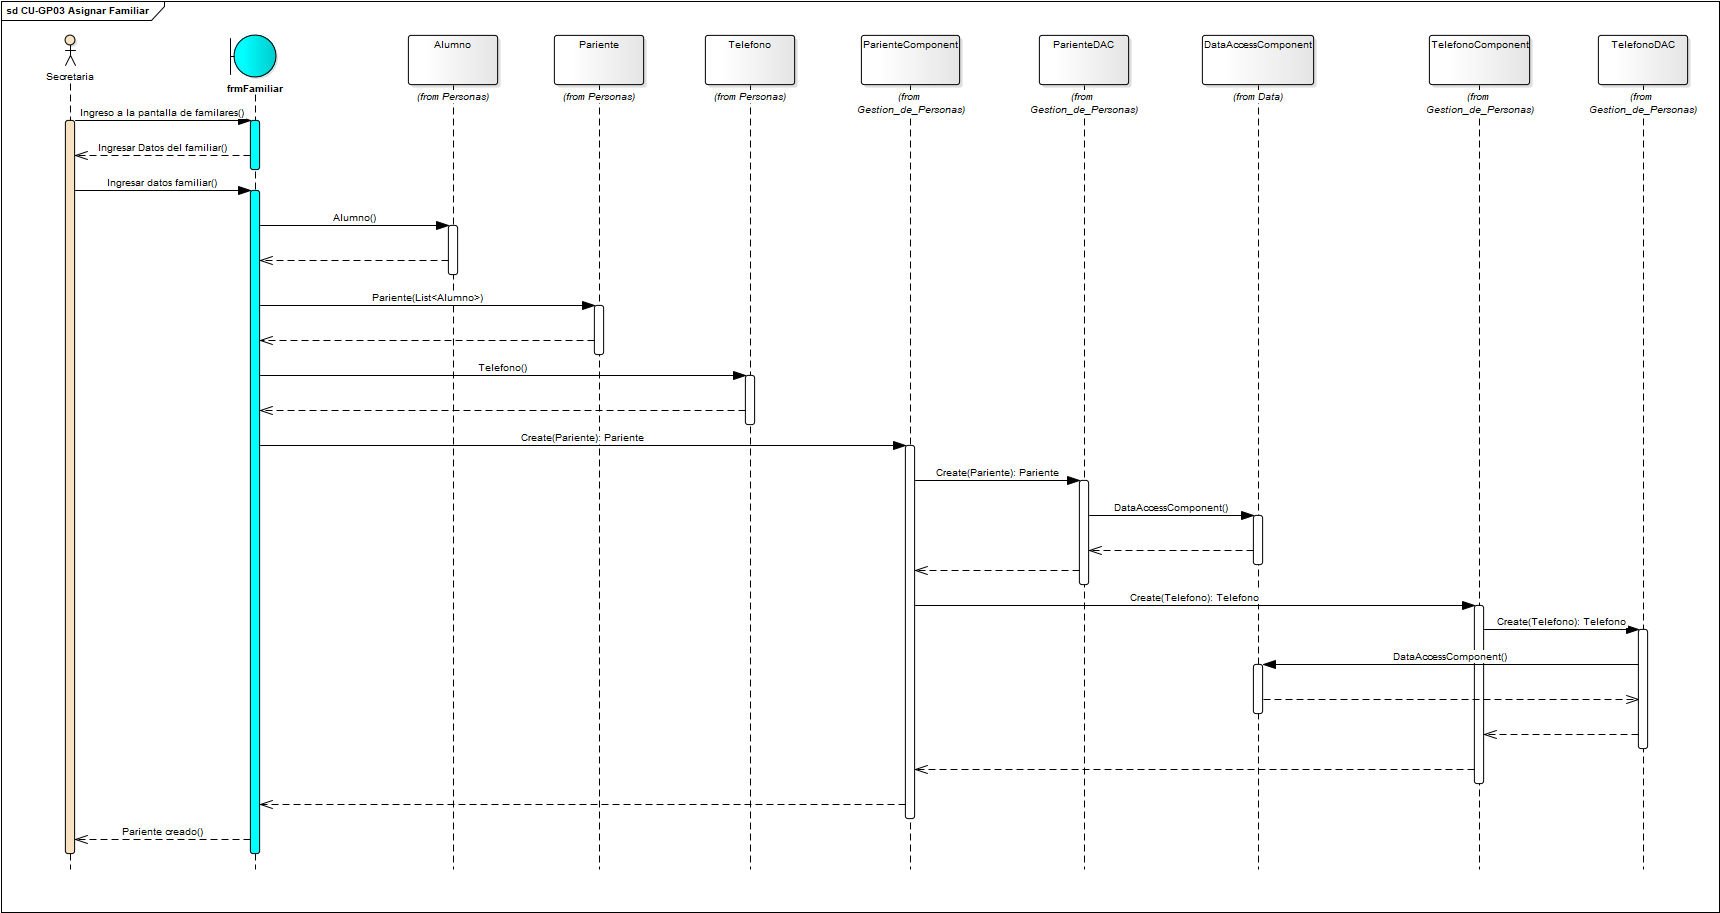 sd CU-GP03 Asignar Familiar
Secretaria
frmFamiliar
Alumno
(from Personas)
Pariente
(from Personas)
Telefono
(from Personas)
ParienteComponent
(from
Gestion_de_Personas)
ParienteDAC
(from
Gestion_de_Personas)
DataAccessComponent
(from Data)
TelefonoComponent
(from
Gestion_de_Personas)
TelefonoDAC
(from
Gestion_de_Personas)
Ingreso a la pantalla de familares()
Ingresar Datos del familiar()
Ingresar datos familiar()
Alumno()
Pariente(List<Alumno>)
Telefono()
Create(Pariente): Pariente
Create(Pariente): Pariente
DataAccessComponent()
Create(Telefono): Telefono
Create(Telefono): Telefono
DataAccessComponent()
Pariente creado()